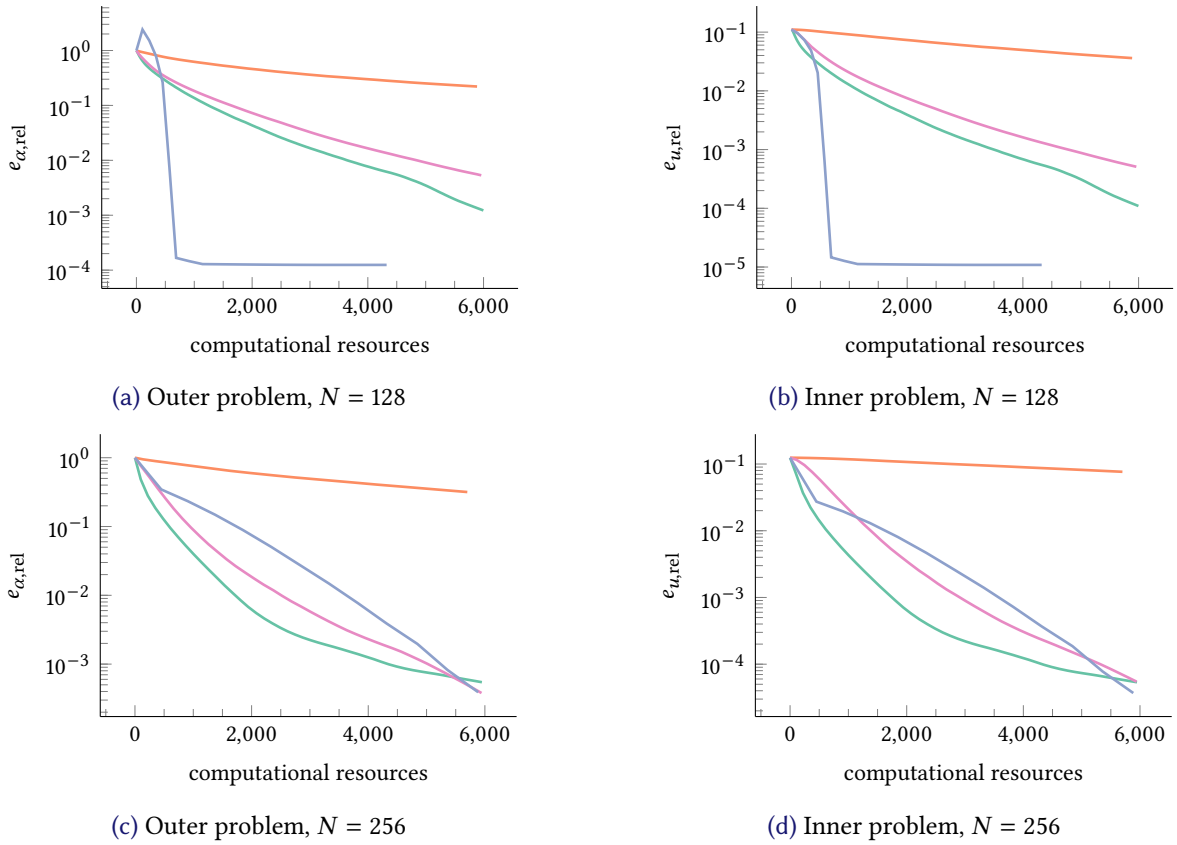 10^0
10^−1
10^−2
10^−3
10^−4
e_α,rel
0 2,000 4,000 6,000
computational resources
(a) Outer problem, N = 128
10^−1
10^−2
10^−3
10^−4
10^−5
e_u,rel
0 2,000 4,000 6,000
computational resources
(b) Inner problem, N = 128
10^0
10^−1
10^−2
10^−3
e_α,rel
0 2,000 4,000 6,000
computational resources
(c) Outer problem, N = 256
10^−1
10^−2
10^−3
10^−4
e_u,rel
0 2,000 4,000 6,000
computational resources
(d) Inner problem, N = 256